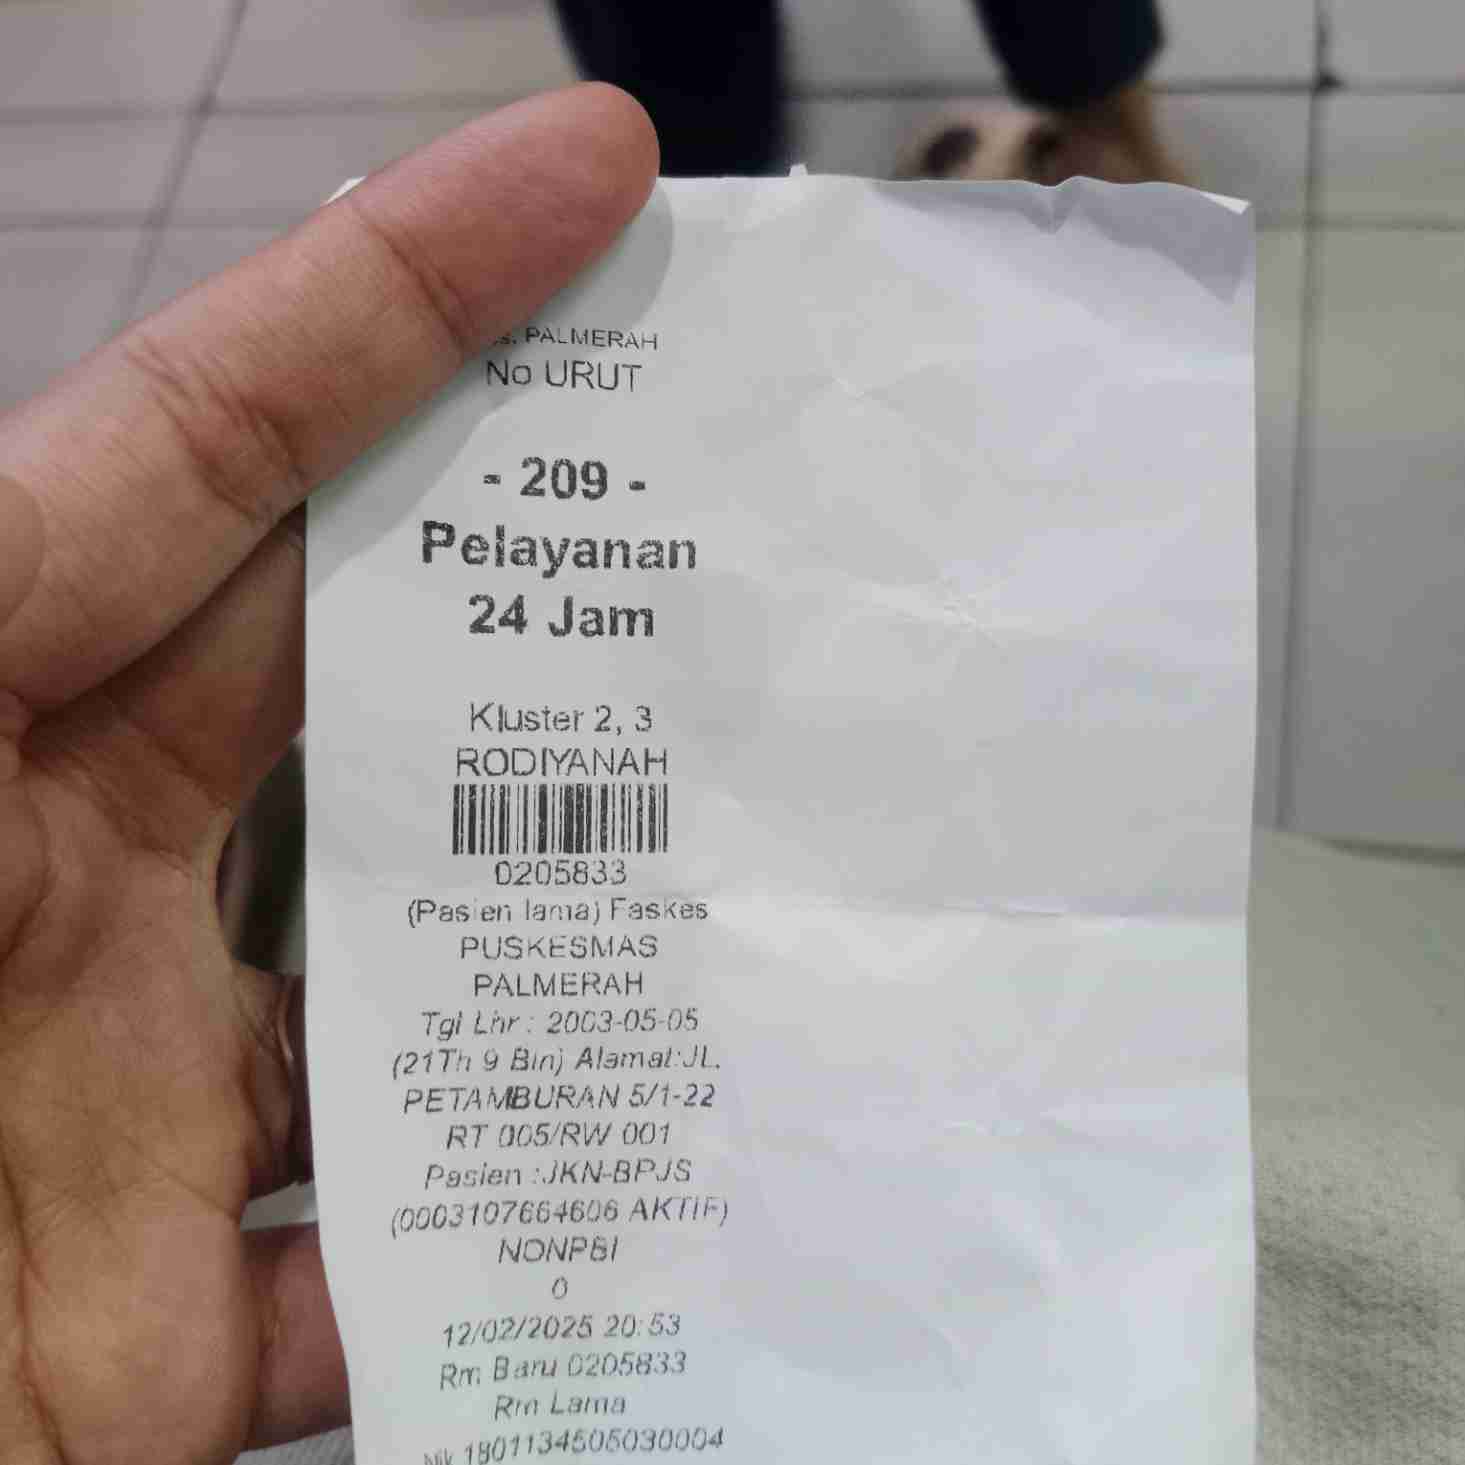 PALMERAH
No URUT
- 209 -
Pelayanan
24 Jam
Kluster 2, 3
RODIYANAH
0205833
(Pasien lama) Faskes
PUSKESMAS
PALMERAH
Tgl Lhr : 2003-05-05
(21Th 9 Bln) Alamat:JL.
PETAMBURAN 5/1-22
RT 005/RW 001
Pasien :JKN-BPJS
(0003107664606 AKTIF)
NONPBI
0
12/02/2025 20:53
Rm Baru 0205833
Rm Lama
Nik 1801134505030004